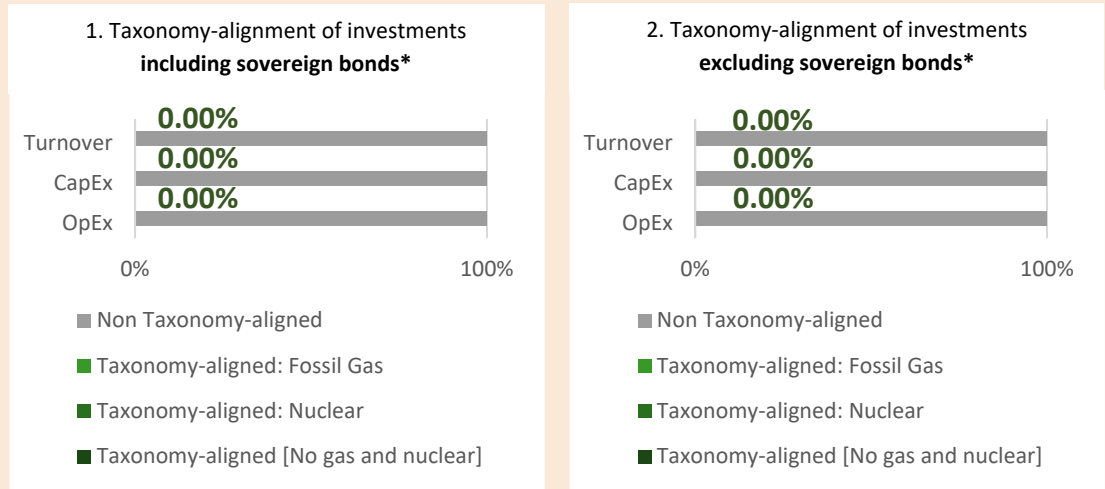 1. Taxonomy-alignment of investments
including sovereign bonds*
0.00%
Turnover
0.00%
CapEx
0.00%
OpEx
0%
100%
Non Taxonomy-aligned
Taxonomy-aligned: Fossil Gas
Taxonomy-aligned: Nuclear
Taxonomy-aligned [No gas and nuclear]
2. Taxonomy-alignment of investments
excluding sovereign bonds*
0.00%
Turnover
0.00%
CapEx
0.00%
OpEx
0%
100%
Non Taxonomy-aligned
Taxonomy-aligned: Fossil Gas
Taxonomy-aligned: Nuclear
Taxonomy-aligned [No gas and nuclear]